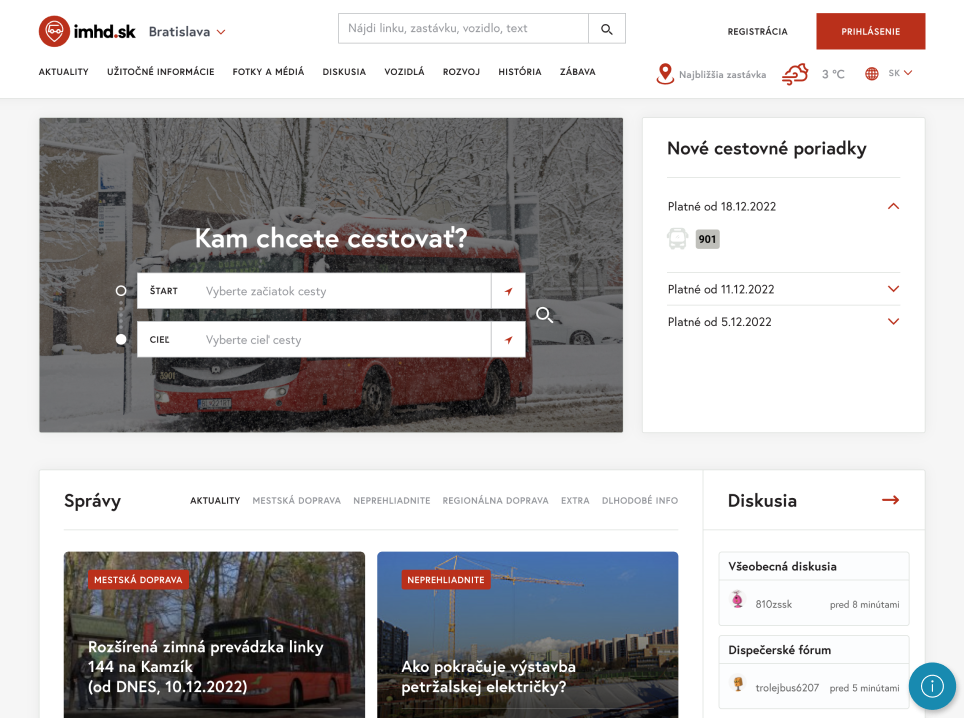 imhd.sk
Bratislava
Nájdi linku, zastávku, vozidlo, text
REGISTRÁCIA
PRIHLÁSENIE
AKTUALITY UŽITOČNÉ INFORMÁCIE FOTKY A MÉDIÁ DISKUSIA VOZIDLÁ ROZVOJ HISTÓRIA ZÁBAVA
Najbližšia zastávka
3 °C
SK
Kam chcete cestovať?
ŠTART Vyberte začiatok cesty
CIEĽ Vyberte cieľ cesty
3901
Nové cestovné poriadky
Platné od 18.12.2022
901
Platné od 11.12.2022
Platné od 5.12.2022
Správy
AKTUALITY MESTSKÁ DOPRAVA NEPREHLIADNITE REGIONÁLNA DOPRAVA EXTRA DLHODOBÉ INFO
MESTSKÁ DOPRAVA
Rozšírená zimná prevádzka linky
144 na Kamzík
(od DNES, 10.12.2022)
NEPREHLIADNITE
Ako pokračuje výstavba
petržalskej električky?
Diskusia
Všeobecná diskusia
810zssk pred 8 minútami
Dispečerské fórum
trolejbus6207 pred 5 minútami